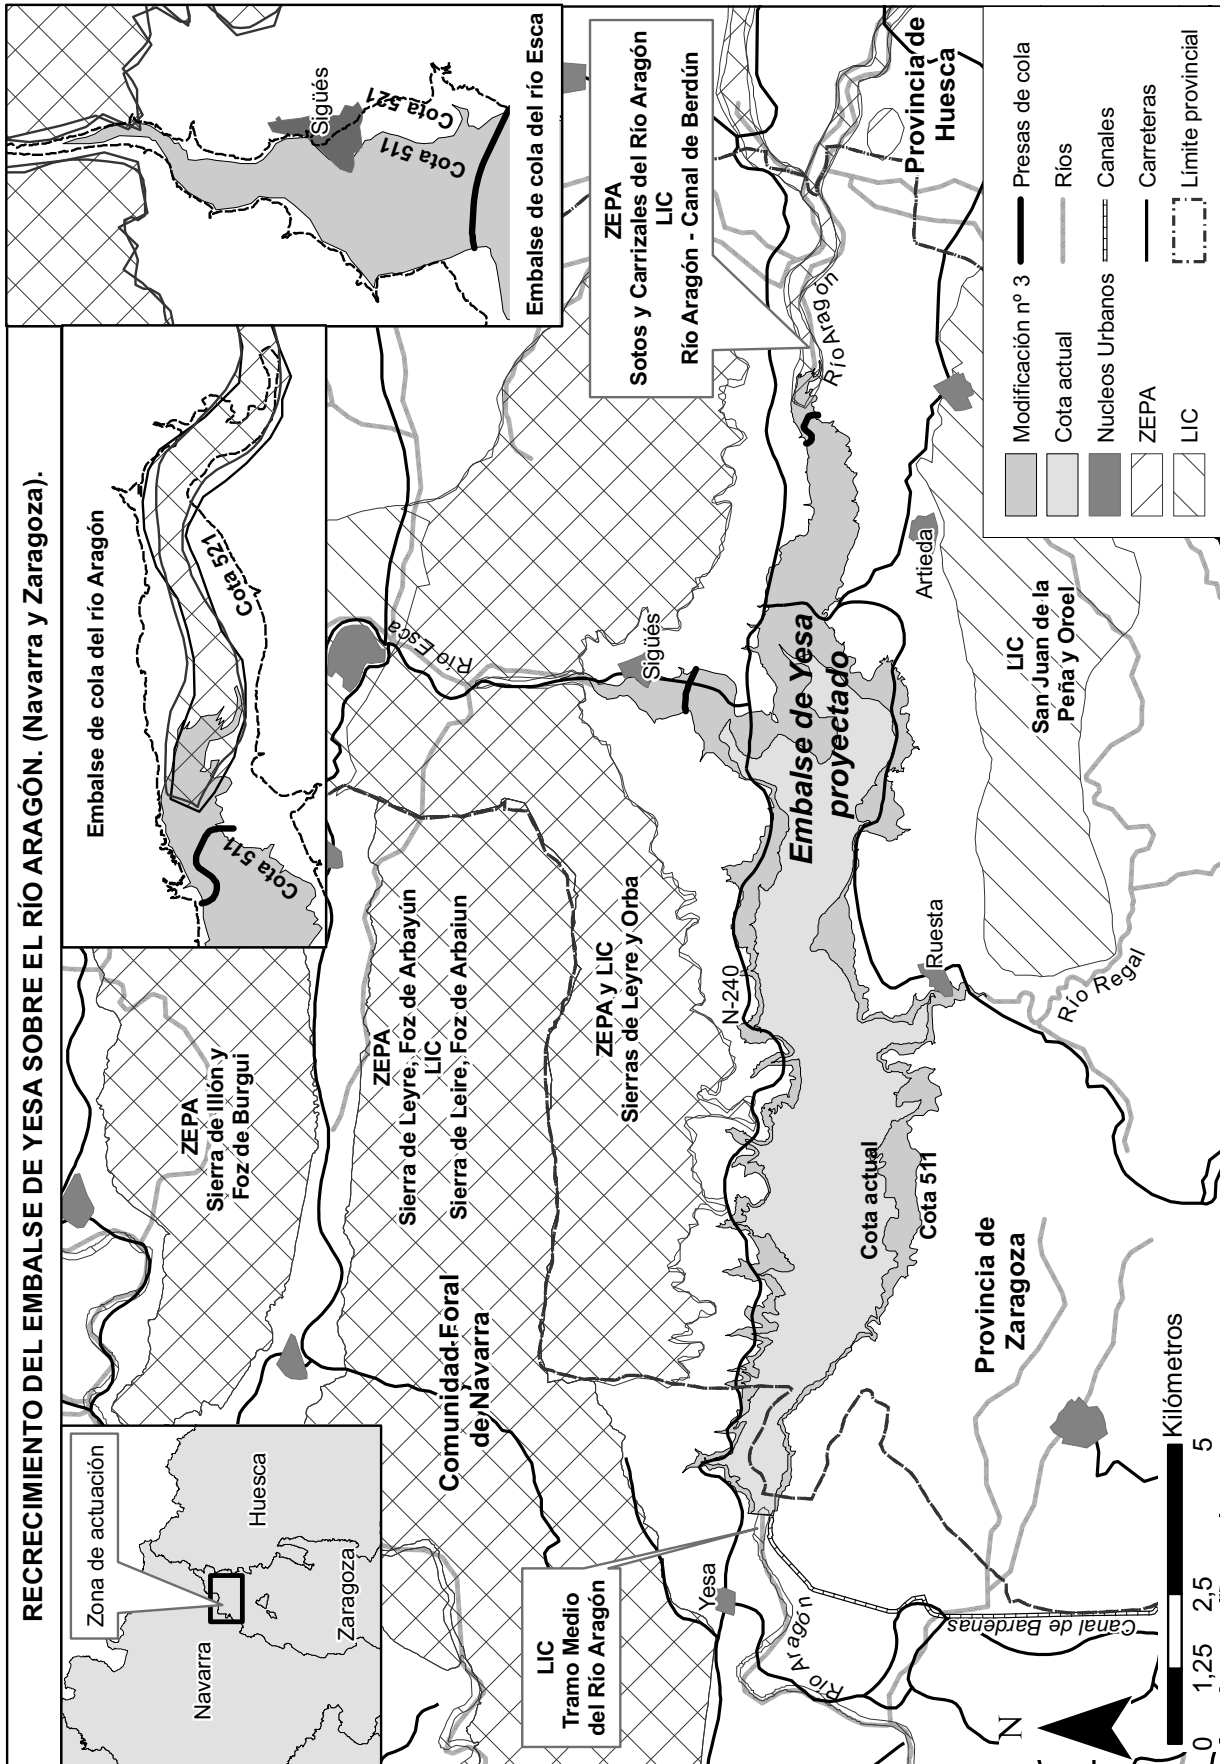 RECRECIMIENTO DEL EMBALSE DE YESA SOBRE EL RÍO ARAGÓN. (Navarra y Zaragoza).
Zona de actuación
Navarra
Huesca
Zaragoza
Embalse de cola del río Aragón
Cota 511
Cota 521
Embalse de cola del río Esca
Sigüés
Cota 521
Cota 511
ZEPA
Sierra de Illón y
Foz de Burgui
ZEPA
Sierra de Leyre, Foz de Arbayún
LIC
Sierra de Leire, Foz de Arbaiun
Comunidad Foral
de Navarra
ZEPA y LIC
Sierras de Leyre y Orba
Río Esca
Sigüés
ZEPA
Sotos y Carrizales del Río Aragón
LIC
Río Aragón - Canal de Berdún
LIC
Tramo Medio
del Río Aragón
Yesa
Río Aragón
Canal de Bardenas
N-240
Embalse de Yesa
proyectado
Río Aragón
Provincia de
Huesca
Cota actual
Cota 511
Ruesta
Río Regal
Artieda
LIC
San Juan de la
Peña y Oroel
Provincia de
Zaragoza
N
0 1,25 2,5 5
Kilómetros
Modificación nº 3
Cota actual
Nucleos Urbanos
ZEPA
LIC
Presas de cola
Ríos
Canales
Carreteras
Límite provincial